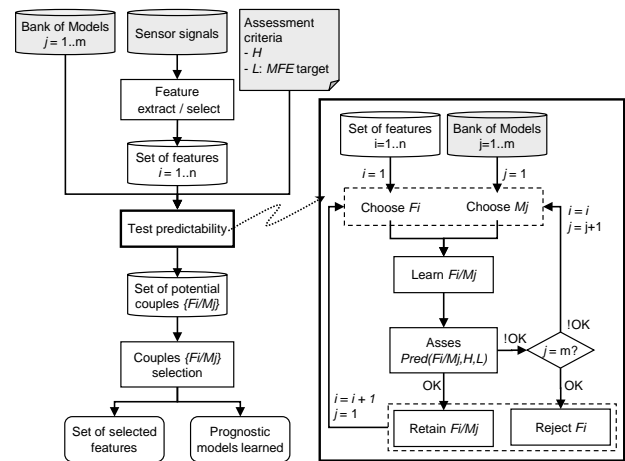 Bank of Models
j = 1..m
Sensor signals
Assessment
criteria
- H
- L: MFE target
Feature
extract / select
Set of features
i = 1..n
Test predictability
Set of potential
couples {Fi/Mj}
Couples {Fi/Mj}
selection
Set of selected
features
Prognostic
models learned
Set of features
i=1..n
Bank of Models
j=1..m
i = 1
j = 1
Choose Fi
Choose Mj
i = i
j = j+1
Learn Fi/Mj
Asses
Pred(Fi/Mj,H,L)
!OK
j = m?
!OK
OK
OK
i = i + 1
j = 1
Retain Fi/Mj
Reject Fi